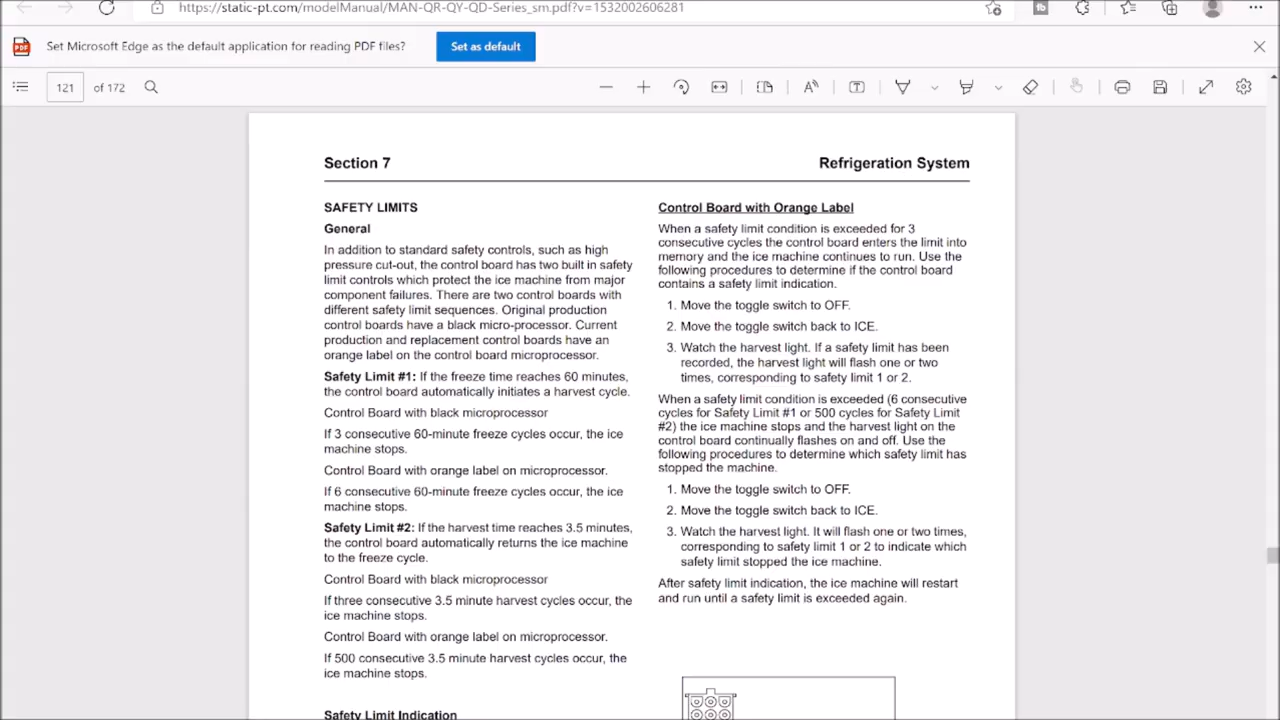 https://static-pt.com/modelManual/MAN-QR-QY-QD-Series_sm.pdf?v=1532002606281
Set Microsoft Edge as the default application for reading PDF files?
Set as default
121 of 172
Section 7
Refrigeration System
SAFETY LIMITS
General
In addition to standard safety controls, such as high
pressure cut-out, the control board has two built in safety
limit controls which protect the ice machine from major
component failures. There are two control boards with
different safety limit sequences. Original production
control boards have a black micro-processor. Current
production and replacement control boards have an
orange label on the control board microprocessor.
Safety Limit #1: If the freeze time reaches 60 minutes,
the control board automatically initiates a harvest cycle.
Control Board with black microprocessor
If 3 consecutive 60-minute freeze cycles occur, the ice
machine stops.
Control Board with orange label on microprocessor.
If 6 consecutive 60-minute freeze cycles occur, the ice
machine stops.
Safety Limit #2: If the harvest time reaches 3.5 minutes,
the control board automatically returns the ice machine
to the freeze cycle.
Control Board with black microprocessor
If three consecutive 3.5 minute harvest cycles occur, the
ice machine stops.
Control Board with orange label on microprocessor.
If 500 consecutive 3.5 minute harvest cycles occur, the
ice machine stops.
Safety Limit Indication
Control Board with Orange Label
When a safety limit condition is exceeded for 3
consecutive cycles the control board enters the limit into
memory and the ice machine continues to run. Use the
following procedures to determine if the control board
contains a safety limit indication.
1. Move the toggle switch to OFF.
2. Move the toggle switch back to ICE.
3. Watch the harvest light. If a safety limit has been
recorded, the harvest light will flash one or two
times, corresponding to safety limit 1 or 2.
When a safety limit condition is exceeded (6 consecutive
cycles for Safety Limit #1 or 500 cycles for Safety Limit
#2) the ice machine stops and the harvest light on the
control board continually flashes on and off. Use the
following procedures to determine which safety limit has
stopped the machine.
1. Move the toggle switch to OFF.
2. Move the toggle switch back to ICE.
3. Watch the harvest light. It will flash one or two times,
corresponding to safety limit 1 or 2 to indicate which
safety limit stopped the ice machine.
After safety limit indication, the ice machine will restart
and run until a safety limit is exceeded again.